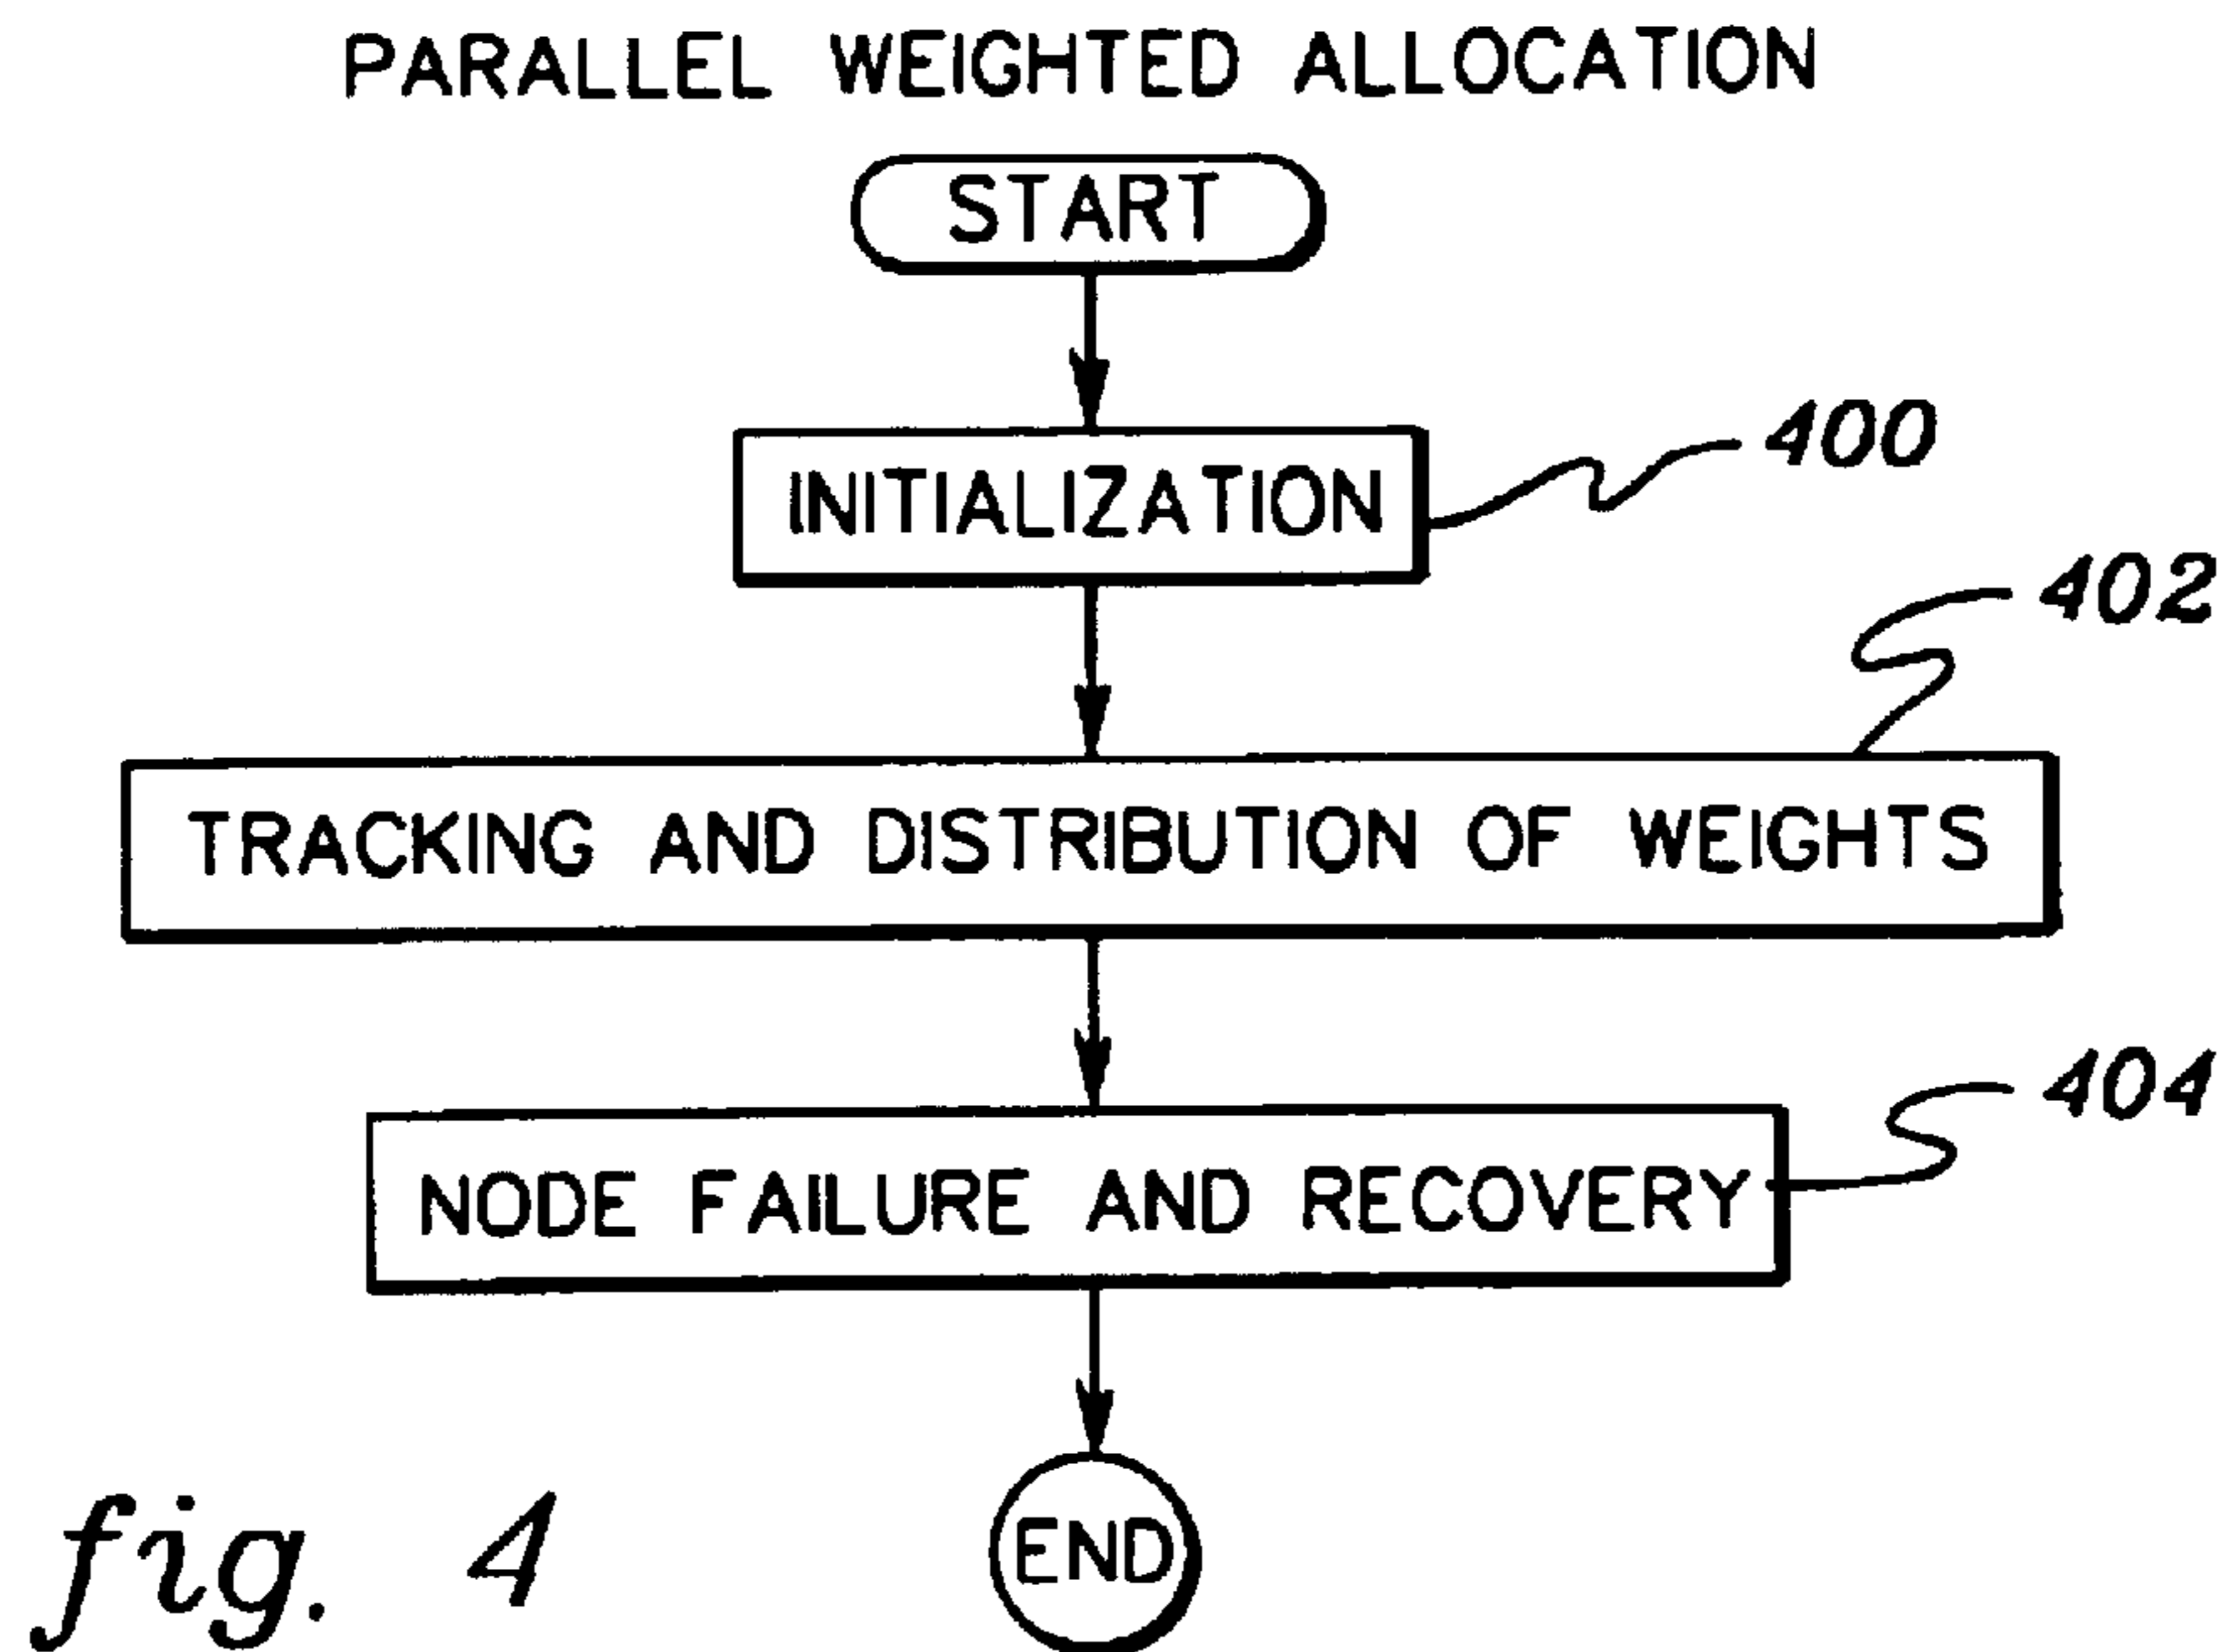 PARALLEL WEIGHTED ALLOCATION
START
INITIALIZATION
400
402
TRACKING AND DISTRIBUTION OF WEIGHTS
404
NODE FAILURE AND RECOVERY
END
fig. 4